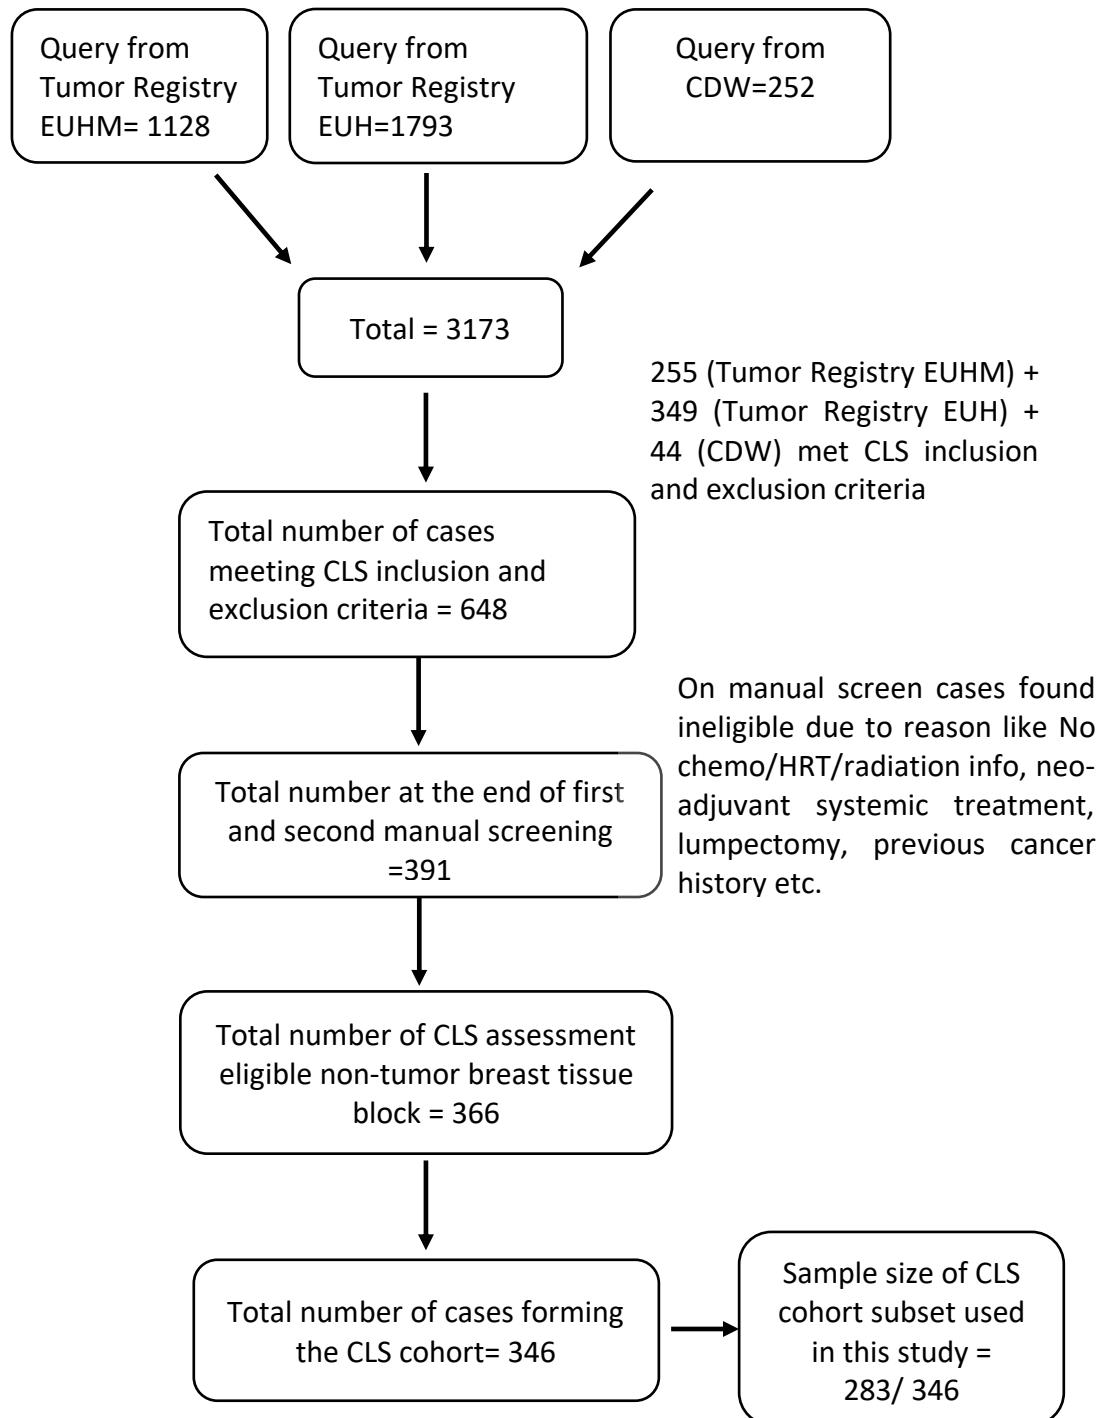 Query from
Tumor Registry
EUHM= 1128
Query from
Tumor Registry
EUH=1793
Query from
CDW=252
Total = 3173
255 (Tumor Registry EUHM) +
349 (Tumor Registry EUH) +
44 (CDW) met CLS inclusion
and exclusion criteria
Total number of cases
meeting CLS inclusion and
exclusion criteria = 648
On manual screen cases found
ineligible due to reason like No
chemo/HRT/radiation info, neo-
adjuvant systemic treatment,
lumpectomy, previous cancer
history etc.
Total number at the end of first
and second manual screening
=391
Total number of CLS assessment
eligible non-tumor breast tissue
block = 366
Total number of cases forming
the CLS cohort= 346
Sample size of CLS
cohort subset used
in this study =
283/ 346